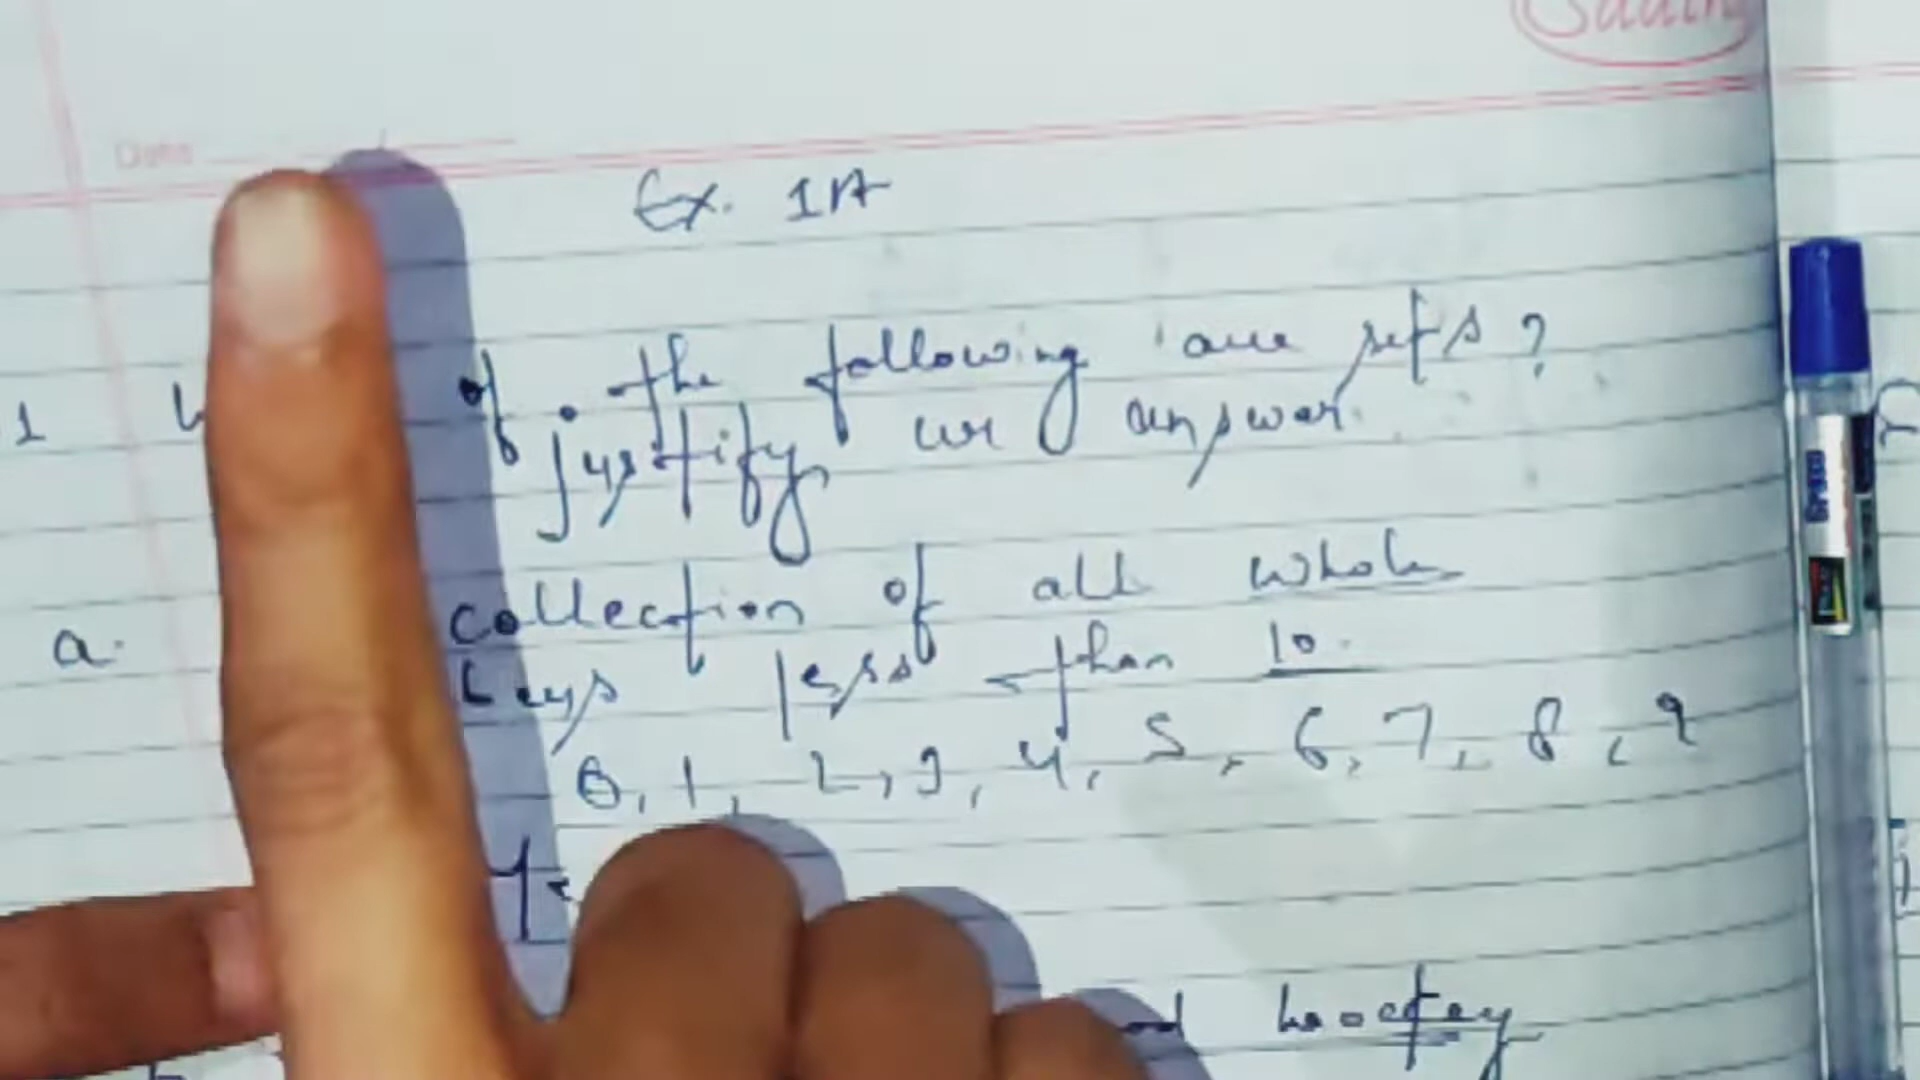 Date
Ex. 1A
1 of the following are sets?
justify ur answer.
a. collection of all whole
less than 10.
0, 1, 2, 3, 4, 5, 6, 7, 8, 9
hockey